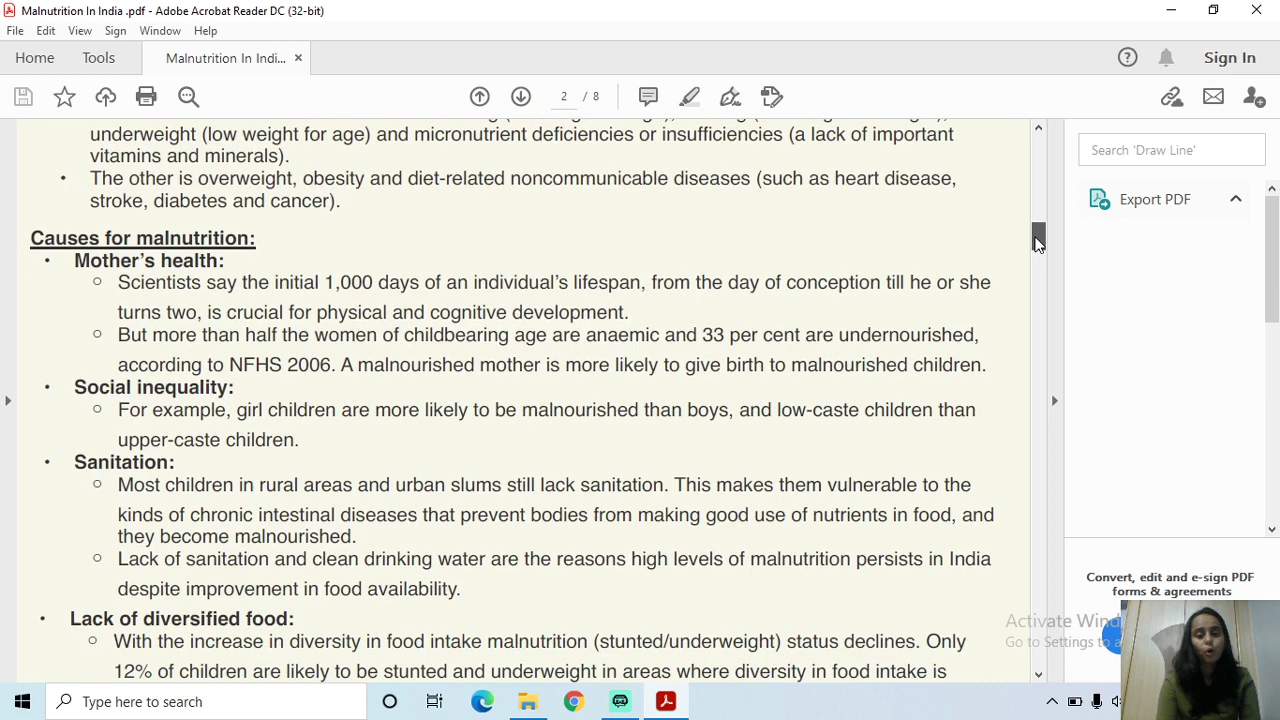 Malnutrition In India .pdf - Adobe Acrobat Reader DC (32-bit)
File Edit View Sign Window Help
Home Tools Malnutrition In Indi... × Sign In
2 / 8
underweight (low weight for age) and micronutrient deficiencies or insufficiencies (a lack of important
vitamins and minerals).
• The other is overweight, obesity and diet-related noncommunicable diseases (such as heart disease,
stroke, diabetes and cancer).
Causes for malnutrition:
• Mother’s health:
○ Scientists say the initial 1,000 days of an individual’s lifespan, from the day of conception till he or she
turns two, is crucial for physical and cognitive development.
○ But more than half the women of childbearing age are anaemic and 33 per cent are undernourished,
according to NFHS 2006. A malnourished mother is more likely to give birth to malnourished children.
• Social inequality:
○ For example, girl children are more likely to be malnourished than boys, and low-caste children than
upper-caste children.
• Sanitation:
○ Most children in rural areas and urban slums still lack sanitation. This makes them vulnerable to the
kinds of chronic intestinal diseases that prevent bodies from making good use of nutrients in food, and
they become malnourished.
○ Lack of sanitation and clean drinking water are the reasons high levels of malnutrition persists in India
despite improvement in food availability.
• Lack of diversified food:
○ With the increase in diversity in food intake malnutrition (stunted/underweight) status declines. Only
12% of children are likely to be stunted and underweight in areas where diversity in food intake is
Search 'Draw Line'
Export PDF
Convert, edit and e-sign PDF
forms & agreements
Activate Wind
Go to Settings to a
Type here to search